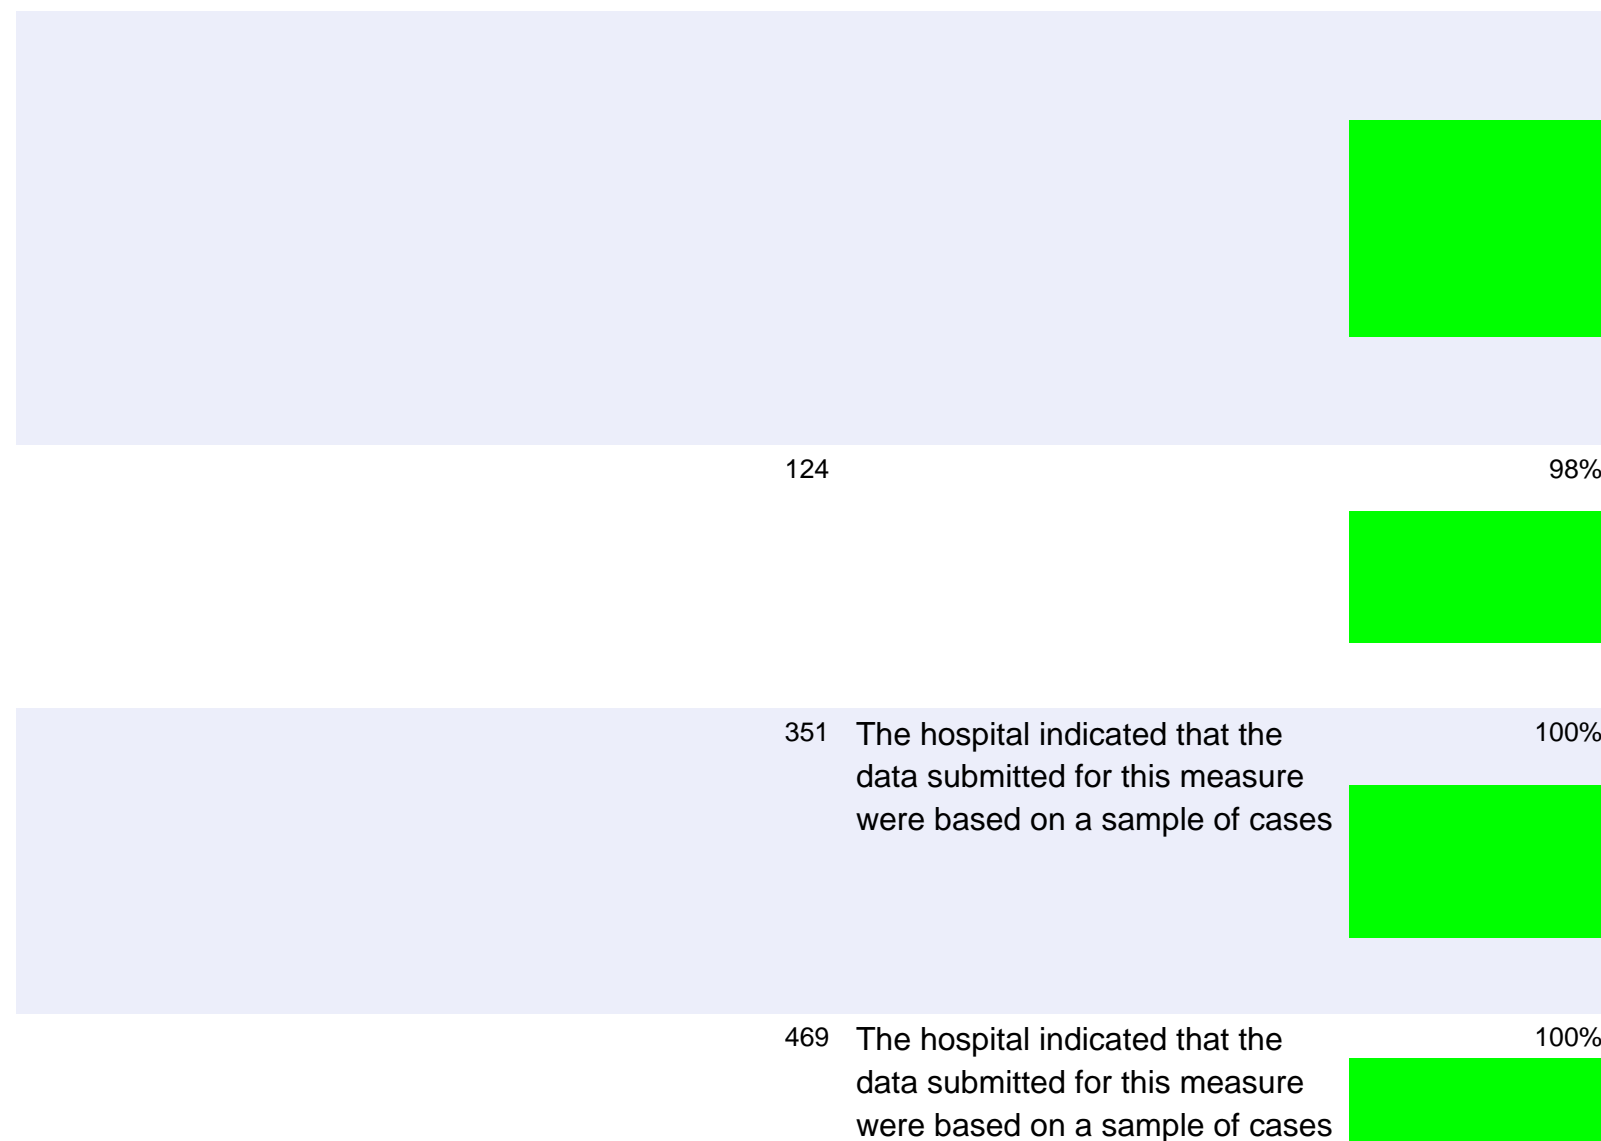 124 98%
351 The hospital indicated that the 100%
data submitted for this measure
were based on a sample of cases
469 The hospital indicated that the 100%
data submitted for this measure
were based on a sample of cases